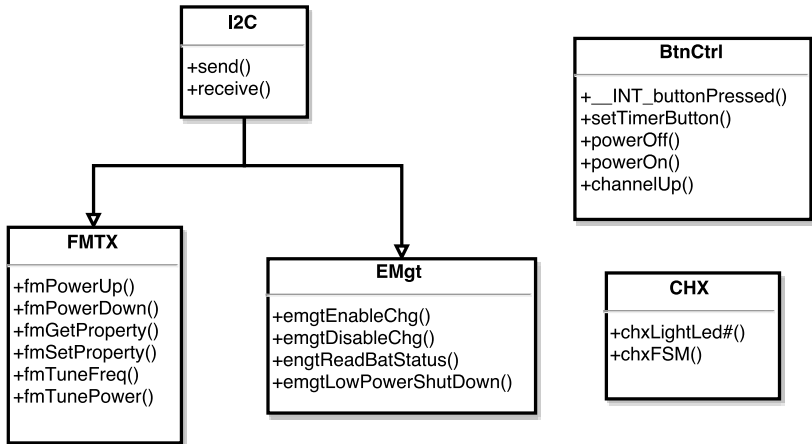 I2C
+send()
+receive()
BtnCtrl
+__INT_buttonPressed()
+setTimerButton()
+powerOff()
+powerOn()
+channelUp()
FMTX
+fmPowerUp()
+fmPowerDown()
+fmGetProperty()
+fmSetProperty()
+fmTuneFreq()
+fmTunePower()
EMgt
+emgtEnableChg()
+emgtDisableChg()
+engtReadBatStatus()
+emgtLowPowerShutDown()
CHX
+chxLightLed#()
+chxFSM()